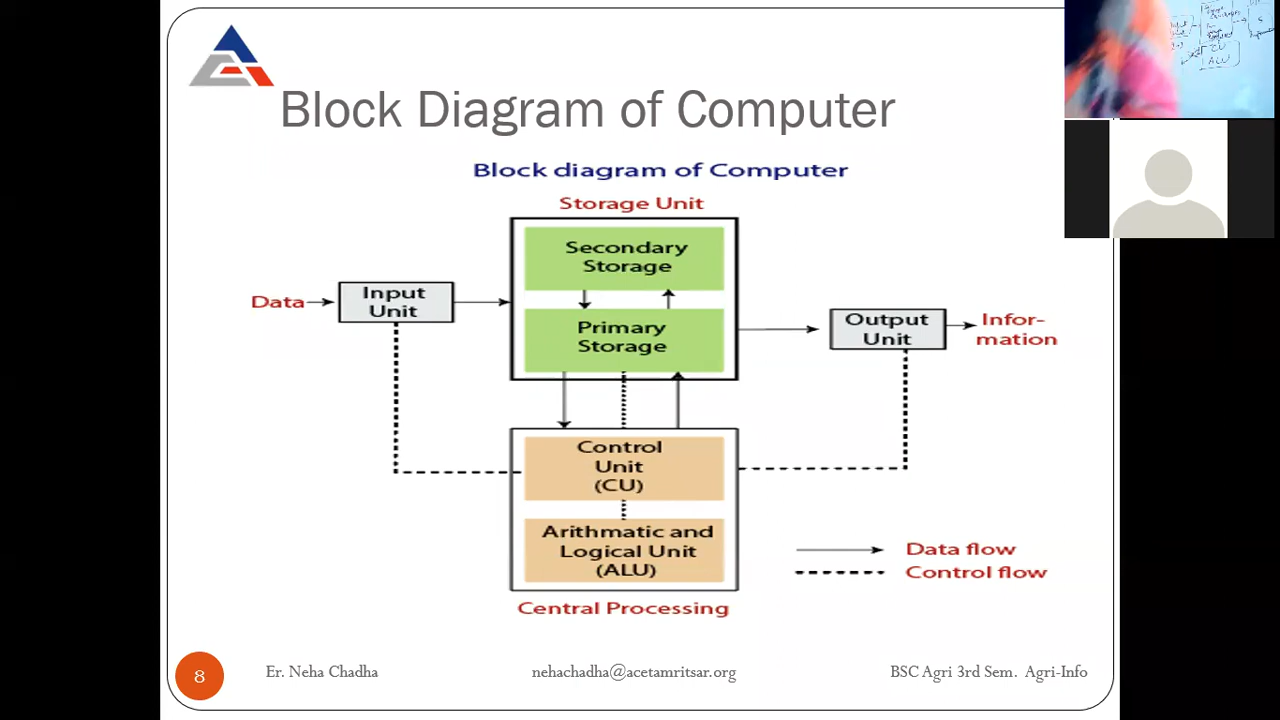 Block Diagram of Computer
Block diagram of Computer
Storage Unit
Secondary
Storage
Data
Input
Unit
Primary
Storage
Output
Unit
Infor-
mation
Control
Unit
(CU)
Arithmatic and
Logical Unit
(ALU)
Data flow
Control flow
Central Processing
8
Er. Neha Chadha
nehachadha@acetamritsar.org
BSC Agri 3rd Sem. Agri-Info
CU
ALU